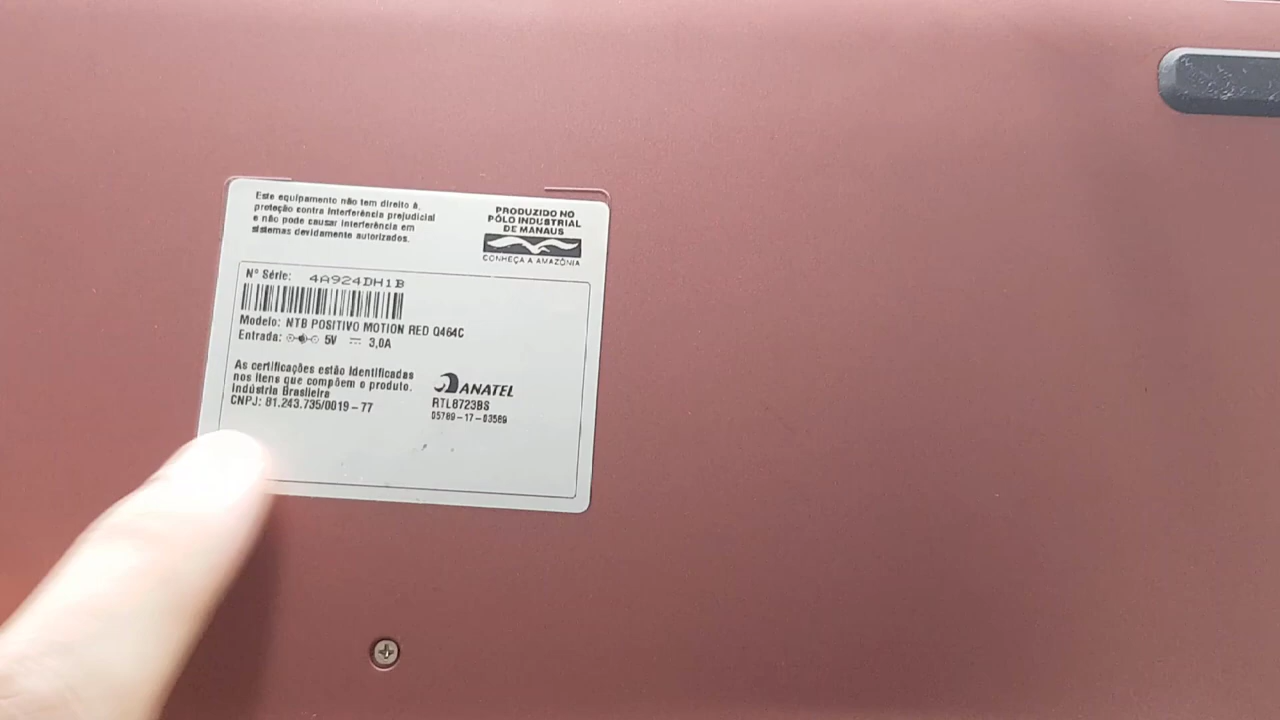 Este equipamento não tem direito à
proteção contra interferência prejudicial
e não pode causar interferência em
sistemas devidamente autorizados.
PRODUZIDO NO
PÓLO INDUSTRIAL
DE MANAUS
CONHEÇA A AMAZÔNIA
N° Série: 4A924DH1B
Modelo: NTB POSITIVO MOTION RED Q464C
Entrada: 5V ⎓ 3,0A
As certificações estão identificadas
nos itens que compõem o produto.
Indústria Brasileira
CNPJ: 81.243.735/0019-77
ANATEL
RTL8723BS
05789-17-03589